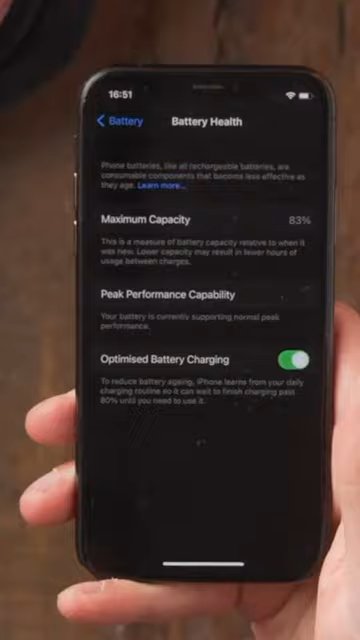 16:51
Battery
Battery Health
Phone batteries, like all rechargeable batteries, are
consumable components that become less effective as
they age. Learn more...
Maximum Capacity 83%
This is a measure of battery capacity relative to when it
was new. Lower capacity may result in fewer hours of
usage between charges.
Peak Performance Capability
Your battery is currently supporting normal peak
performance.
Optimised Battery Charging
To reduce battery ageing, iPhone learns from your daily
charging routine so it can wait to finish charging past
80% until you need to use it.